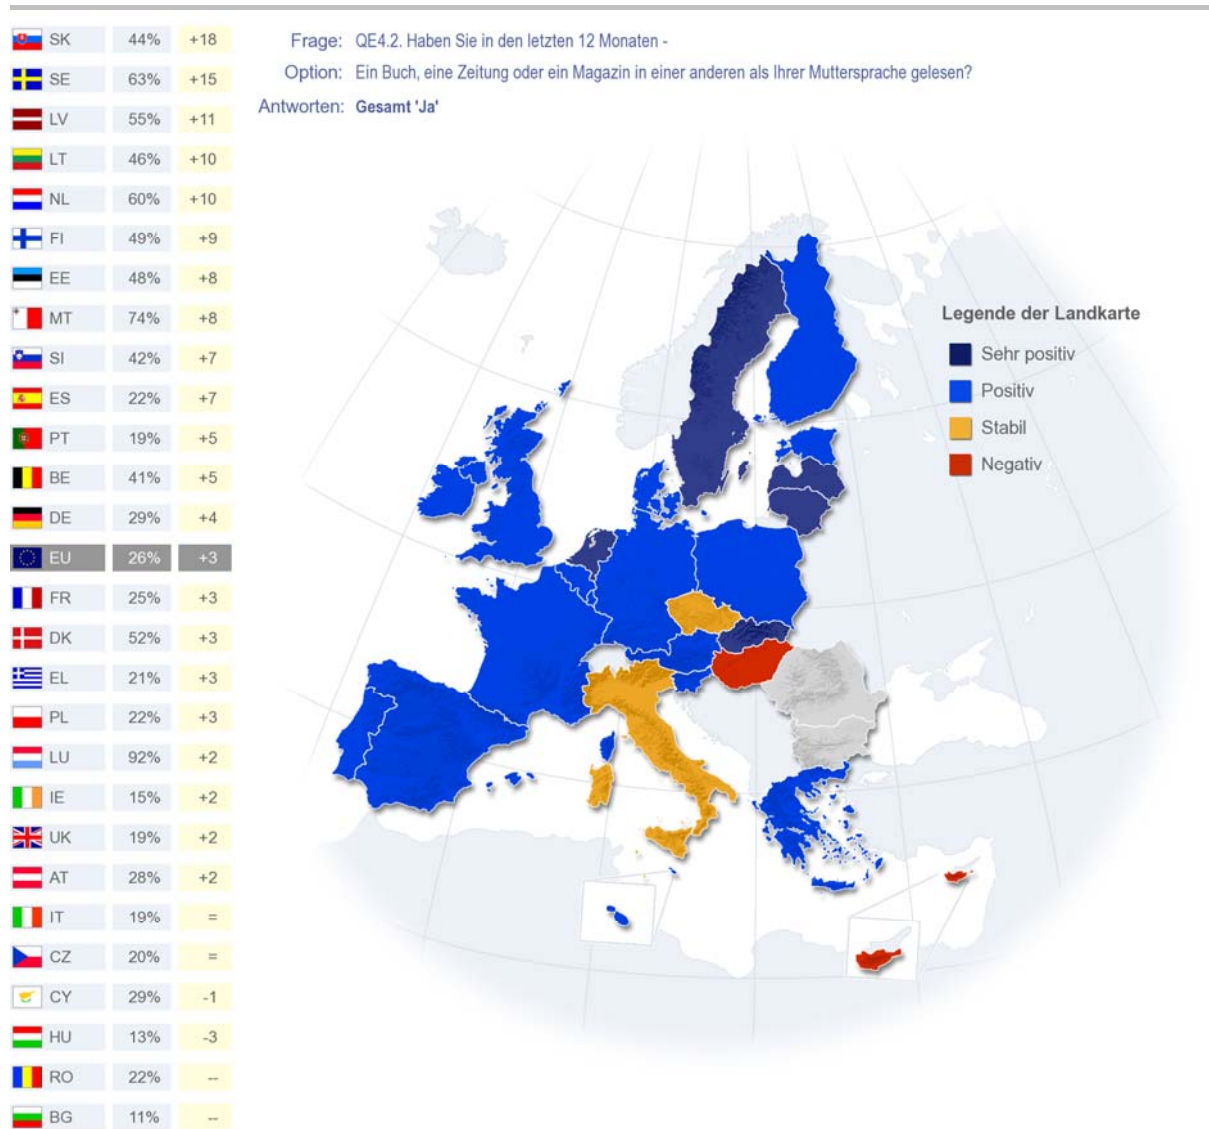 Frage: QE4.2. Haben Sie in den letzten 12 Monaten -
Option: Ein Buch, eine Zeitung oder ein Magazin in einer anderen als Ihrer Muttersprache gelesen?
Antworten: Gesamt 'Ja'
SK 44% +18
SE 63% +15
LV 55% +11
LT 46% +10
NL 60% +10
FI 49% +9
EE 48% +8
MT 74% +8
SI 42% +7
ES 22% +7
PT 19% +5
BE 41% +5
DE 29% +4
EU 26% +3
FR 25% +3
DK 52% +3
EL 21% +3
PL 22% +3
LU 92% +2
IE 15% +2
UK 19% +2
AT 28% +2
IT 19% =
CZ 20% =
CY 29% -1
HU 13% -3
RO 22% --
BG 11% --
Legende der Landkarte
Sehr positiv
Positiv
Stabil
Negativ